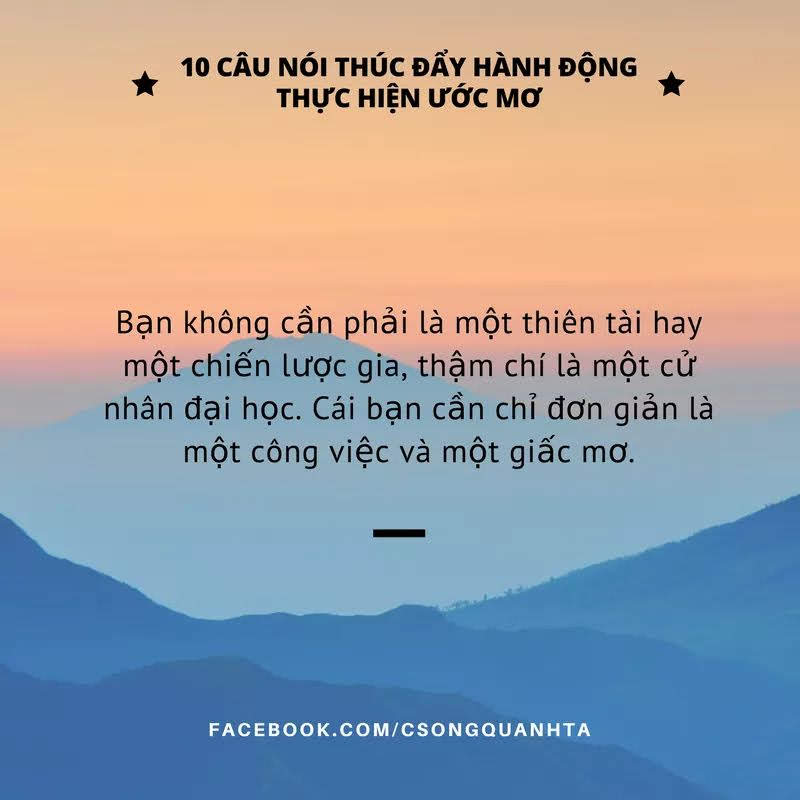 10 CÂU NÓI THÚC ĐẨY HÀNH ĐỘNG
THỰC HIỆN ƯỚC MƠ
Bạn không cần phải là một thiên tài hay
một chiến lược gia, thậm chí là một cử
nhân đại học. Cái bạn cần chỉ đơn giản là
một công việc và một giấc mơ.
FACEBOOK.COM/CSONGQUANHTA